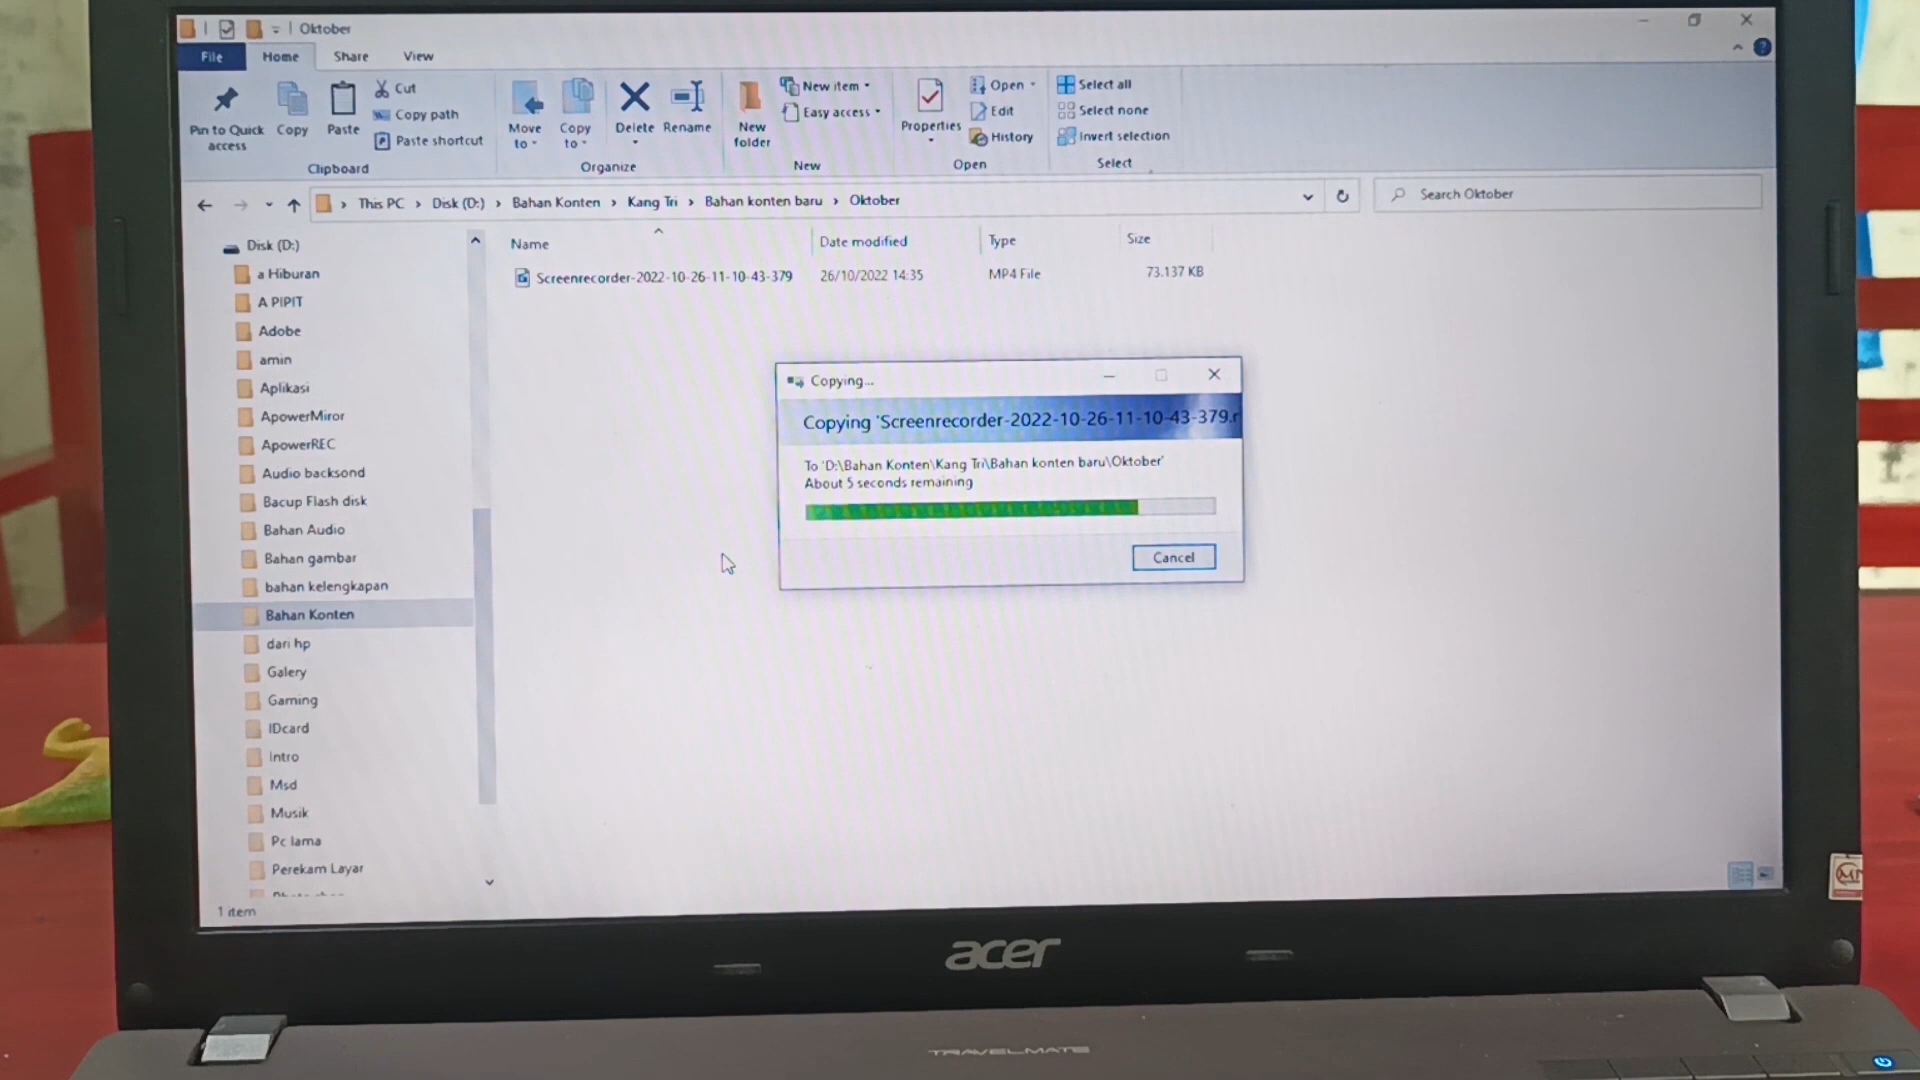 Oktober
File Home Share View
Pin to Quick access
Copy
Paste
Cut
Copy path
Paste shortcut
Clipboard
Move to
Copy to
Delete
Rename
Organize
New folder
New item
Easy access
New
Properties
Open
Edit
History
Open
Select all
Select none
Invert selection
Select
This PC › Disk (D:) › Bahan Konten › Kang Tri › Bahan konten baru › Oktober
Search Oktober
Name Date modified Type Size
Screenrecorder-2022-10-26-11-10-43-379 26/10/2022 14:35 MP4 File 73.137 KB
Disk (D:)
a Hiburan
A PIPIT
Adobe
amin
Aplikasi
ApowerMiror
ApowerREC
Audio backsond
Bacup Flash disk
Bahan Audio
Bahan gambar
bahan kelengkapan
Bahan Konten
dari hp
Galery
Gaming
IDcard
Intro
Msd
Musik
Pc lama
Perekam Layar
1 item
Copying...
Copying 'Screenrecorder-2022-10-26-11-10-43-379.r
To 'D:\Bahan Konten\Kang Tri\Bahan konten baru\Oktober'
About 5 seconds remaining
Cancel
acer
TRAVELMATE